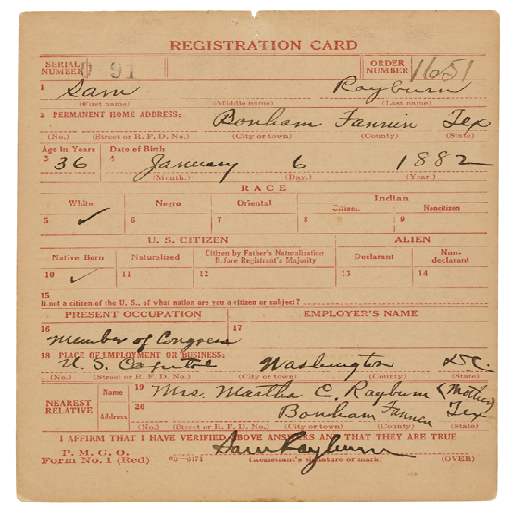 REGISTRATION CARD
SERIAL NUMBER 91 ORDER NUMBER 1651
1 Sam Rayburn
(First name) (Middle name) (Last name)
2 PERMANENT HOME ADDRESS: Bonham Fannin Tex
(No.) (Street or R. F. D. No.) (City or town) (County) (State)
Age in Years Date of Birth
3 36 4 January 6 1882
(Month.) (Day.) (Year.)
RACE
White Negro Oriental Indian
Citizen. Noncitizen
5 ✓ 6 7 8 9
U. S. CITIZEN ALIEN
Native Born Naturalized Citizen by Father's Naturalization Before Registrant's Majority Declarant Non-declarant
10 ✓ 11 12 13 14
15
If not a citizen of the U. S., of what nation are you a citizen or subject?
PRESENT OCCUPATION EMPLOYER'S NAME
16 Member of Congress 17
18 PLACE OF EMPLOYMENT OR BUSINESS:
U. S. Capitol Washington D.C.
(No.) (Street or R. F. D. No.) (City or town) (County) (State)
NEAREST RELATIVE Name 19 Mrs. Martha C. Rayburn (Mother)
Address 20 Bonham Fannin Tex
(No.) (Street or R. F. D. No.) (City or town) (County) (State)
I AFFIRM THAT I HAVE VERIFIED ABOVE ANSWERS AND THAT THEY ARE TRUE
P. M. G. O.
Form No. 1 (Red) 03—6171 Sam Rayburn
(Registrant's signature or mark) (OVER)